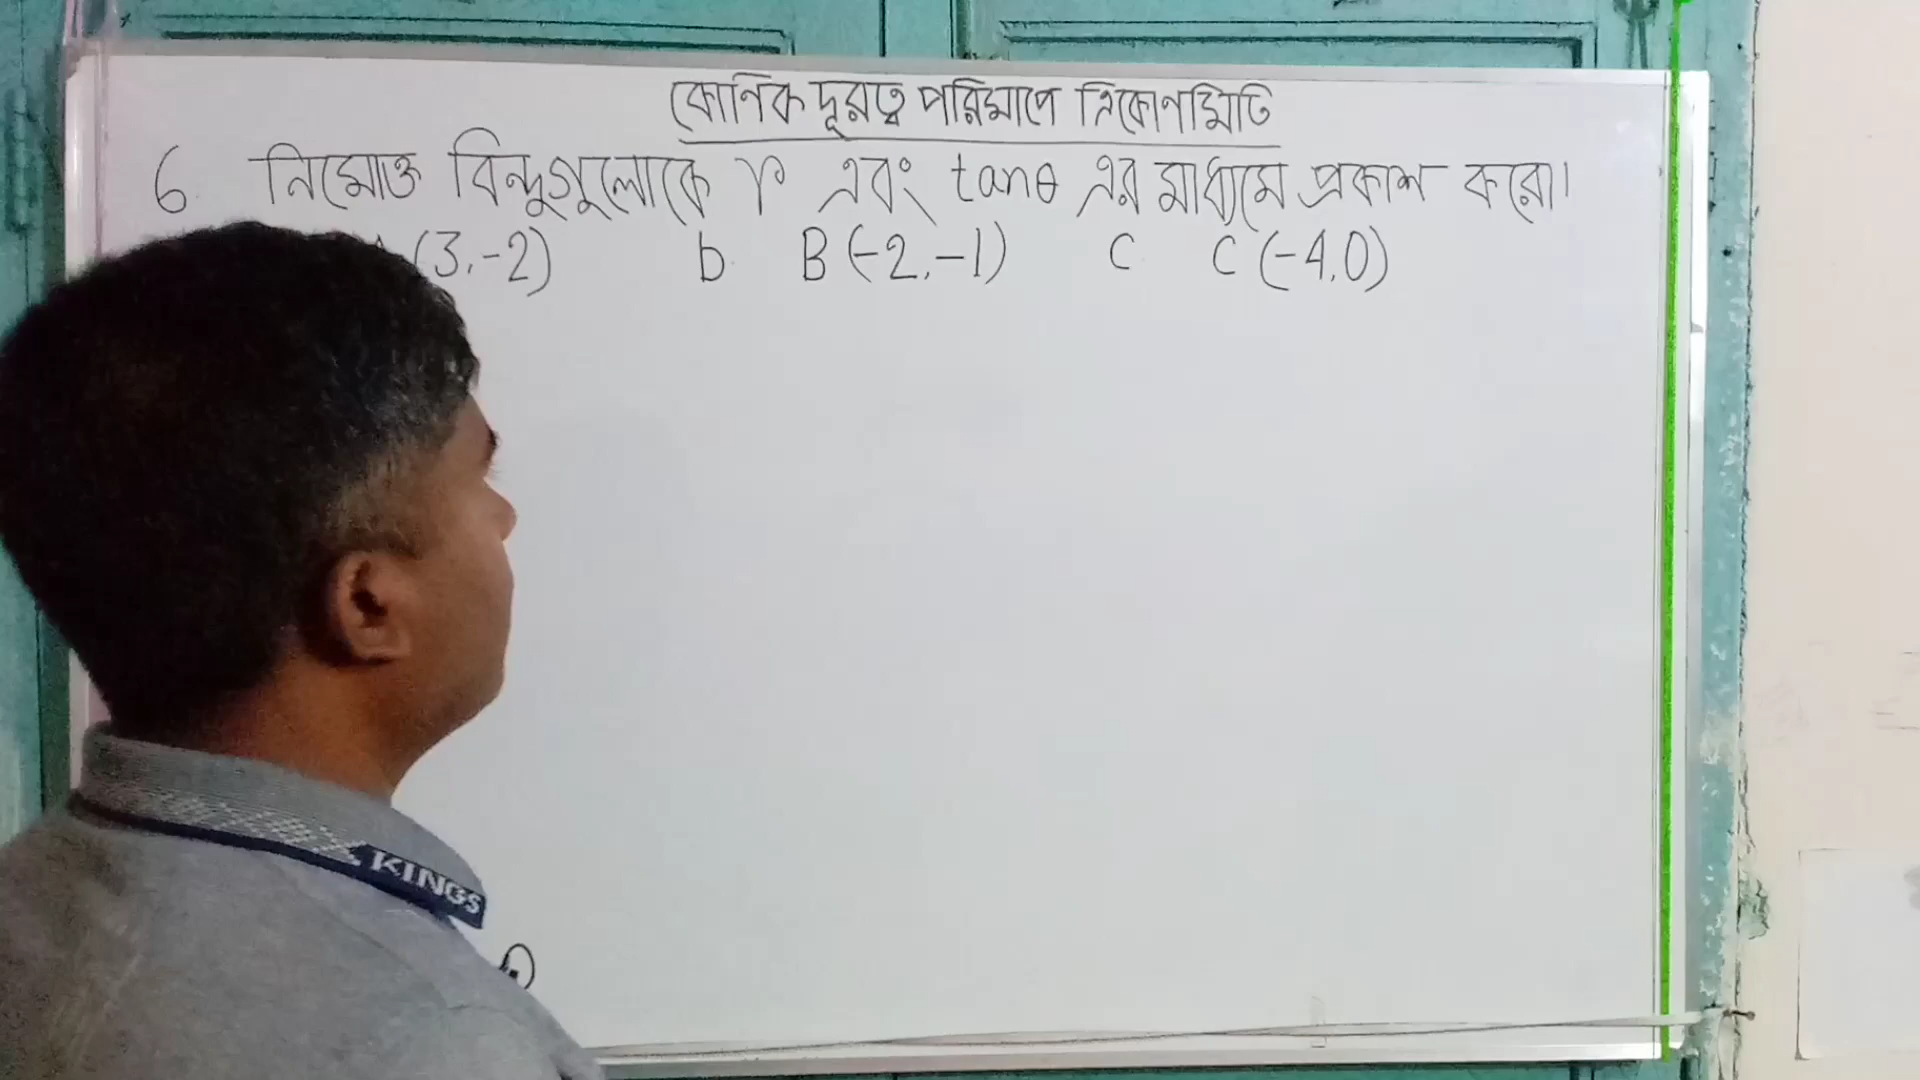 কৌণিক দূরত্ব পরিমাপে ত্রিকোণমিতি
6. নিম্নোক্ত বিন্দুগুলোকে r এবং tanθ এর মাধ্যমে প্রকাশ করো।
(3,-2) b B(-2,-1) C. C(-4,0)
KINGS